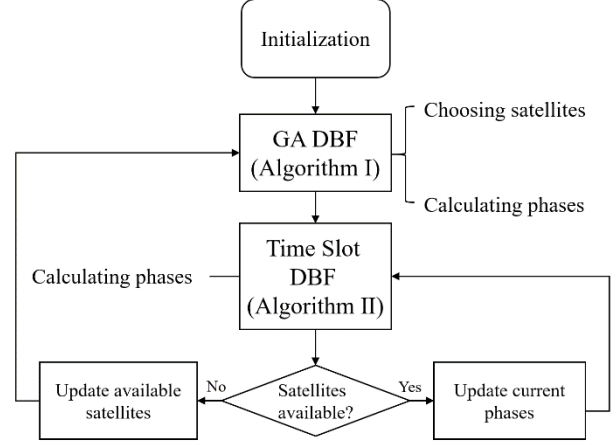 Initialization
GA DBF
(Algorithm I)
Choosing satellites
Calculating phases
Calculating phases
Time Slot
DBF
(Algorithm II)
Satellites
available?
No
Yes
Update available
satellites
Update current
phases